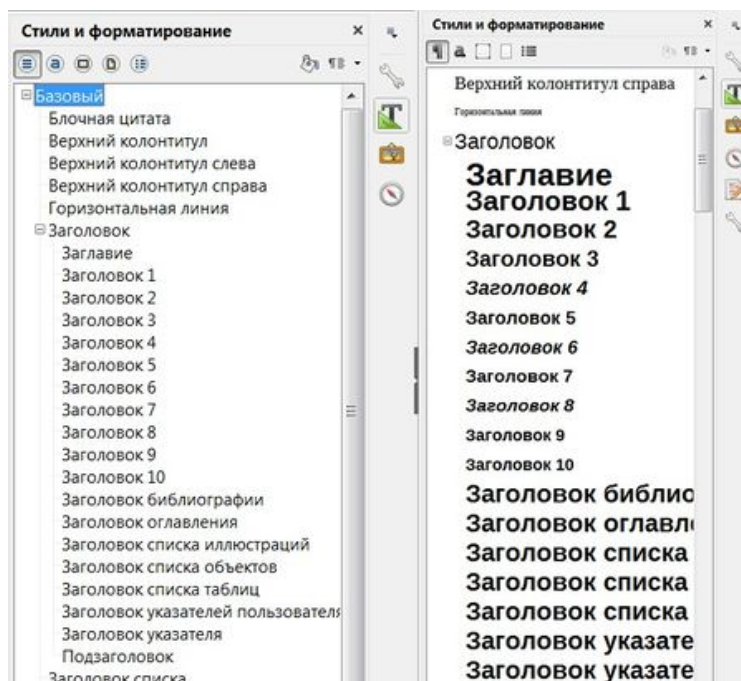 Стили и форматирование
Базовый
Блочная цитата
Верхний колонтитул
Верхний колонтитул слева
Верхний колонтитул справа
Горизонтальная линия
Заголовок
Заглавие
Заголовок 1
Заголовок 2
Заголовок 3
Заголовок 4
Заголовок 5
Заголовок 6
Заголовок 7
Заголовок 8
Заголовок 9
Заголовок 10
Заголовок библиографии
Заголовок оглавления
Заголовок списка иллюстраций
Заголовок списка объектов
Заголовок списка таблиц
Заголовок указателей пользователя
Заголовок указателя
Подзаголовок
Заголовок списка
Стили и форматирование
Верхний колонтитул справа
Горизонтальная линия
Заголовок
Заглавие
Заголовок 1
Заголовок 2
Заголовок 3
Заголовок 4
Заголовок 5
Заголовок 6
Заголовок 7
Заголовок 8
Заголовок 9
Заголовок 10
Заголовок библио
Заголовок оглавл
Заголовок списка
Заголовок списка
Заголовок списка
Заголовок указате
Заголовок указате